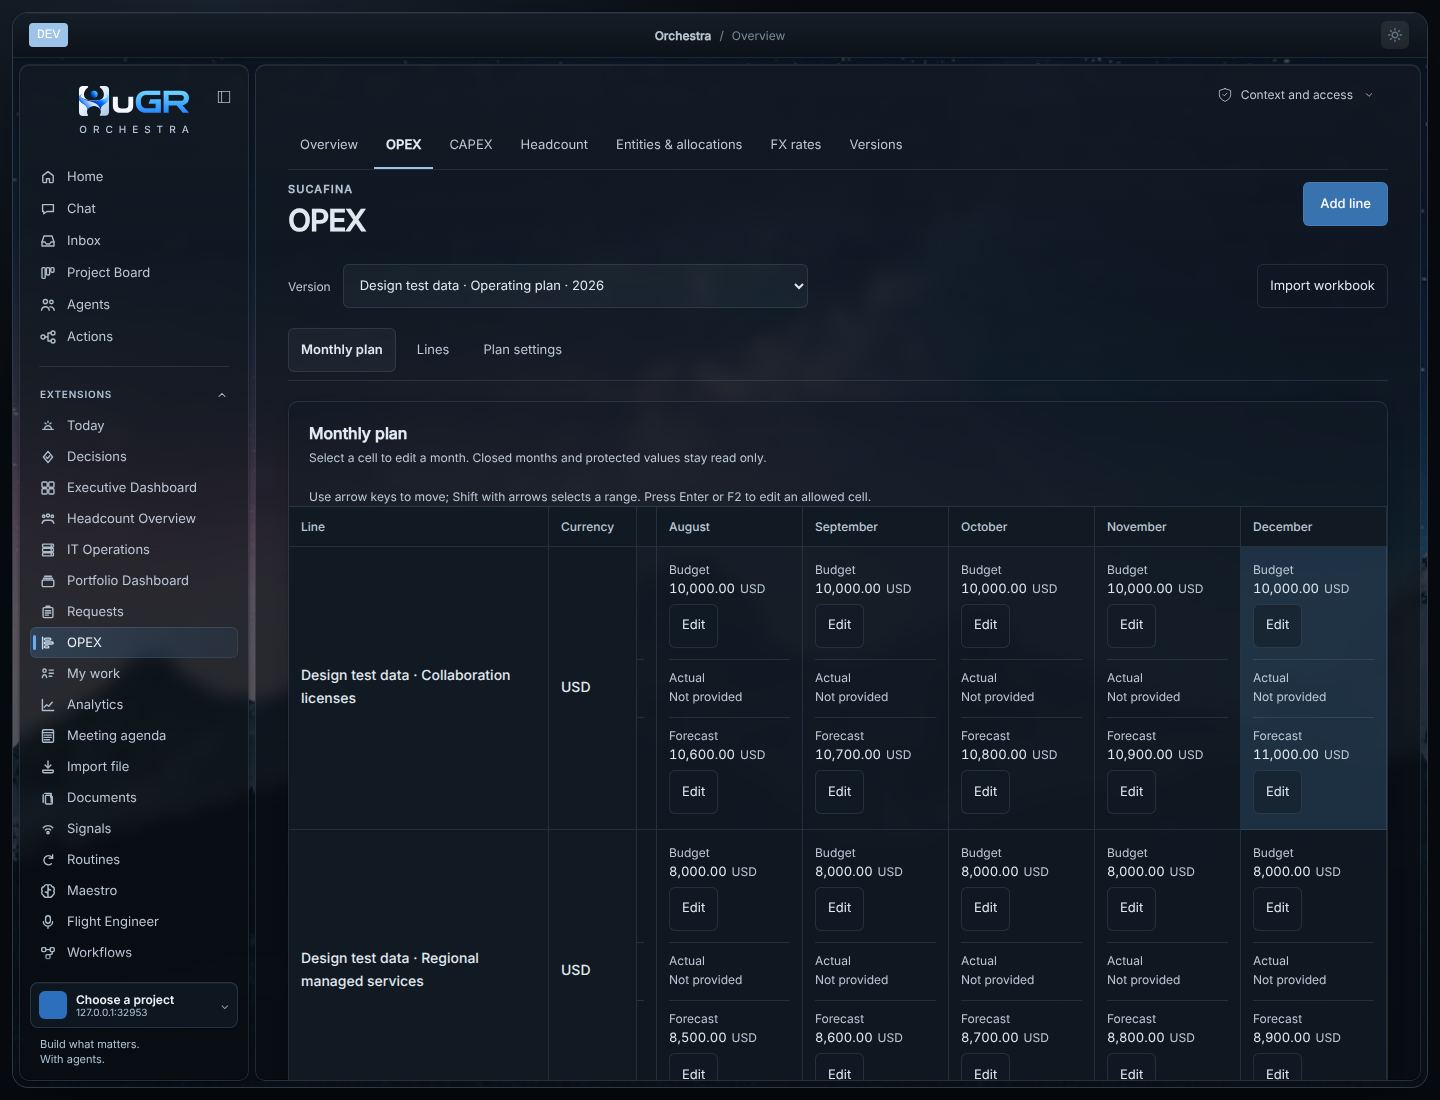 DEV
Orchestra / Overview
HuGR
ORCHESTRA
Home
Chat
Inbox
Project Board
Agents
Actions
EXTENSIONS
Today
Decisions
Executive Dashboard
Headcount Overview
IT Operations
Portfolio Dashboard
Requests
OPEX
My work
Analytics
Meeting agenda
Import file
Documents
Signals
Routines
Maestro
Flight Engineer
Workflows
Choose a project
127.0.0.1:32953
Build what matters.
With agents.
Context and access
Overview OPEX CAPEX Headcount Entities & allocations FX rates Versions
SUCAFINA
OPEX
Add line
Version Design test data · Operating plan · 2026 Import workbook
Monthly plan Lines Plan settings
Monthly plan
Select a cell to edit a month. Closed months and protected values stay read only.
Use arrow keys to move; Shift with arrows selects a range. Press Enter or F2 to edit an allowed cell.
Line Currency August September October November December
Design test data · Collaboration
licenses
USD
Budget Budget Budget Budget Budget
10,000.00 USD 10,000.00 USD 10,000.00 USD 10,000.00 USD 10,000.00 USD
Edit Edit Edit Edit Edit
Actual Actual Actual Actual Actual
Not provided Not provided Not provided Not provided Not provided
Forecast Forecast Forecast Forecast Forecast
10,600.00 USD 10,700.00 USD 10,800.00 USD 10,900.00 USD 11,000.00 USD
Edit Edit Edit Edit Edit
Design test data · Regional
managed services
USD
Budget Budget Budget Budget Budget
8,000.00 USD 8,000.00 USD 8,000.00 USD 8,000.00 USD 8,000.00 USD
Edit Edit Edit Edit Edit
Actual Actual Actual Actual Actual
Not provided Not provided Not provided Not provided Not provided
Forecast Forecast Forecast Forecast Forecast
8,500.00 USD 8,600.00 USD 8,700.00 USD 8,800.00 USD 8,900.00 USD
Edit Edit Edit Edit Edit